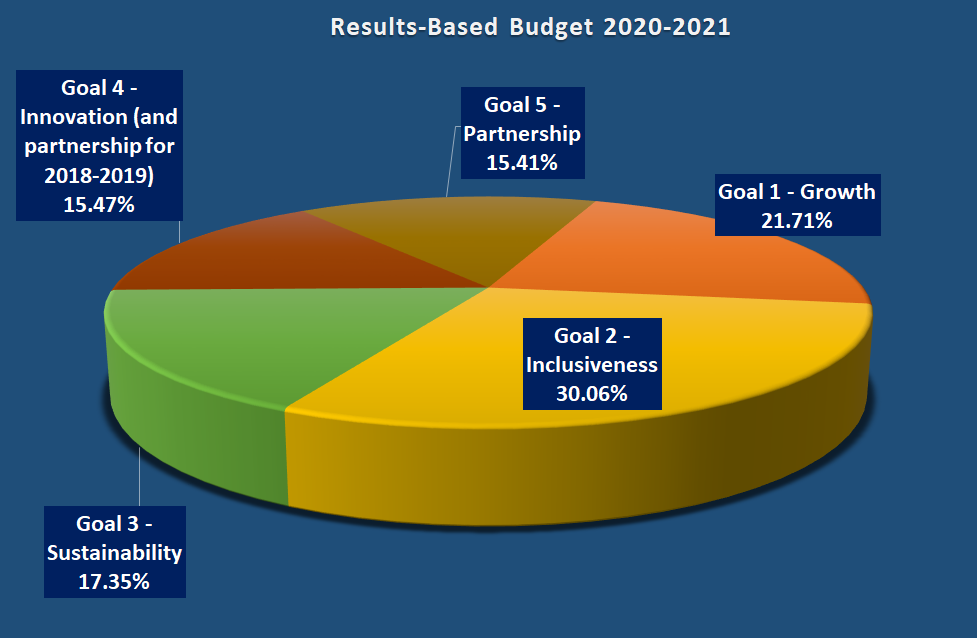 Results-Based Budget 2020-2021
Goal 4 -
Innovation (and
partnership for
2018-2019)
15.47%
Goal 5 -
Partnership
15.41%
Goal 1 - Growth
21.71%
Goal 2 -
Inclusiveness
30.06%
Goal 3 -
Sustainability
17.35%